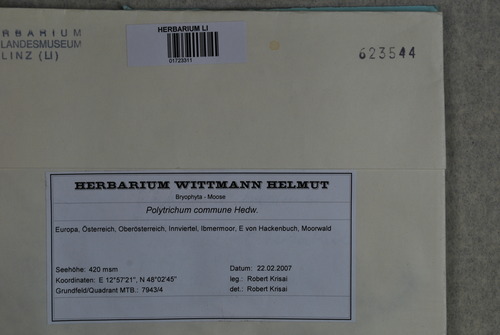 HERBARIUM
LANDESMUSEUM
LINZ (LI)
HERBARIUM LJ
01723311
623544
HERBARIUM WITTMANN HELMUT
Bryophyta - Moose
Polytrichum commune Hedw.
Europa, Österreich, Oberösterreich, Innviertel, Ibmermoor, E von Hackenbuch, Moorwald
Seehöhe: 420 msm Datum: 22.02.2007
Koordinaten: E 12°57'21", N 48°02'45" leg.: Robert Krisai
Grundfeld/Quadrant MTB.: 7943/4 det.: Robert Krisai